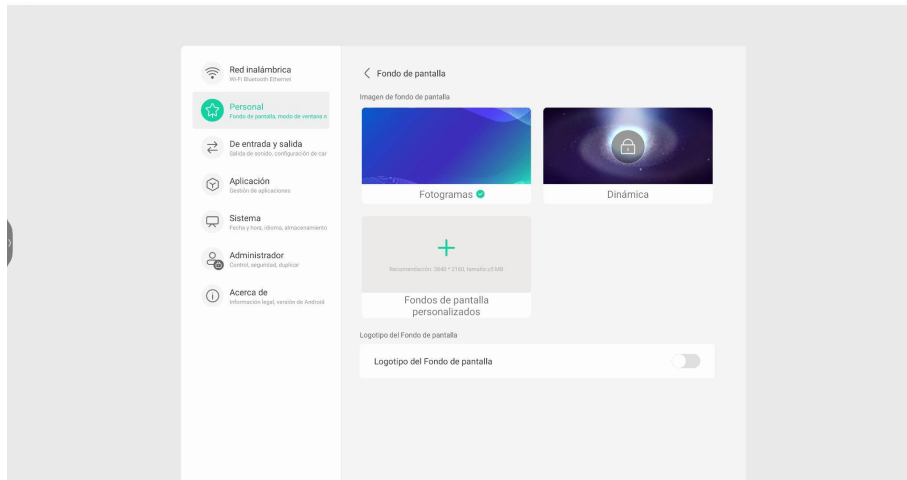 Red inalámbrica
Wi-Fi Bluetooth Ethernet
Personal
Fondo de pantalla, modo de ventana n
De entrada y salida
Salida de sonido, configuración de car
Aplicación
Gestión de aplicaciones
Sistema
Fecha y hora, idioma, almacenamiento
Administrador
Control, seguridad, duplicar
Acerca de
Información legal, versión de Android
Fondo de pantalla
Imagen de fondo de pantalla
Fotogramas
Dinámica
Recomendación: 3840 * 2160, tamaño:≤5 MB
Fondos de pantalla
personalizados
Logotipo del Fondo de pantalla
Logotipo del Fondo de pantalla